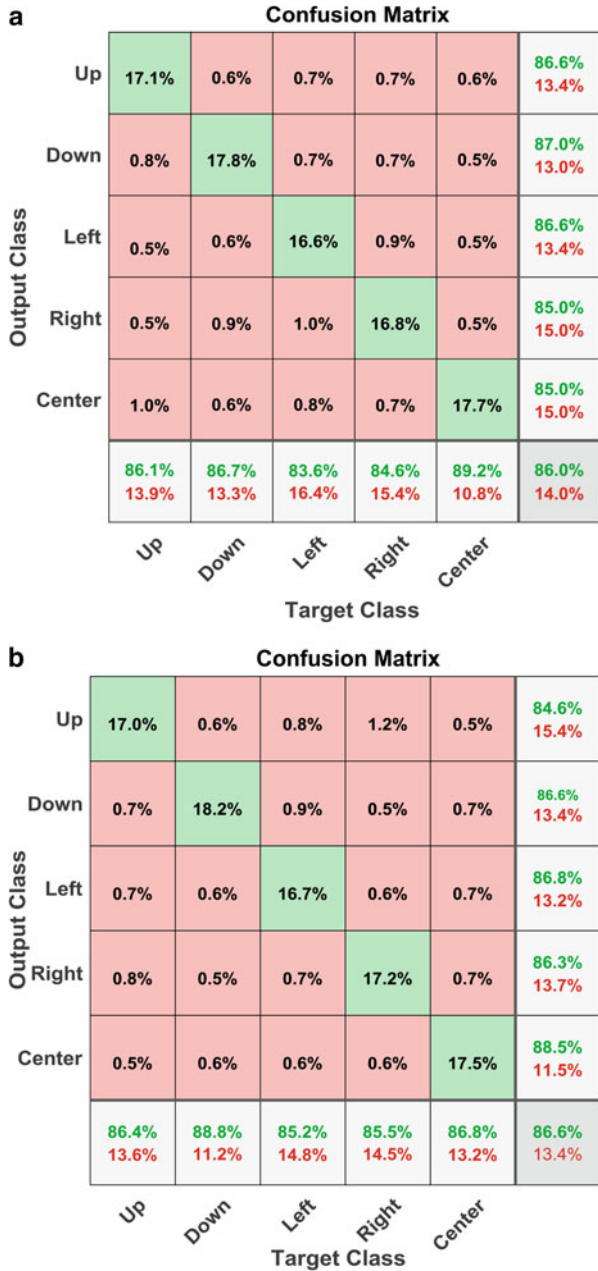 a
Confusion Matrix
Up 17.1% 0.6% 0.7% 0.7% 0.6% 86.6%
13.4%
Down 0.8% 17.8% 0.7% 0.7% 0.5% 87.0%
13.0%
Left 0.5% 0.6% 16.6% 0.9% 0.5% 86.6%
13.4%
Right 0.5% 0.9% 1.0% 16.8% 0.5% 85.0%
15.0%
Center 1.0% 0.6% 0.8% 0.7% 17.7% 85.0%
15.0%
Output Class
86.1% 86.7% 83.6% 84.6% 89.2% 86.0%
13.9% 13.3% 16.4% 15.4% 10.8% 14.0%
Up Down Left Right Center
Target Class
b
Confusion Matrix
Up 17.0% 0.6% 0.8% 1.2% 0.5% 84.6%
15.4%
Down 0.7% 18.2% 0.9% 0.5% 0.7% 86.6%
13.4%
Left 0.7% 0.6% 16.7% 0.6% 0.7% 86.8%
13.2%
Right 0.8% 0.5% 0.7% 17.2% 0.7% 86.3%
13.7%
Center 0.5% 0.6% 0.6% 0.6% 17.5% 88.5%
11.5%
Output Class
86.4% 88.8% 85.2% 85.5% 86.8% 86.6%
13.6% 11.2% 14.8% 14.5% 13.2% 13.4%
Up Down Left Right Center
Target Class